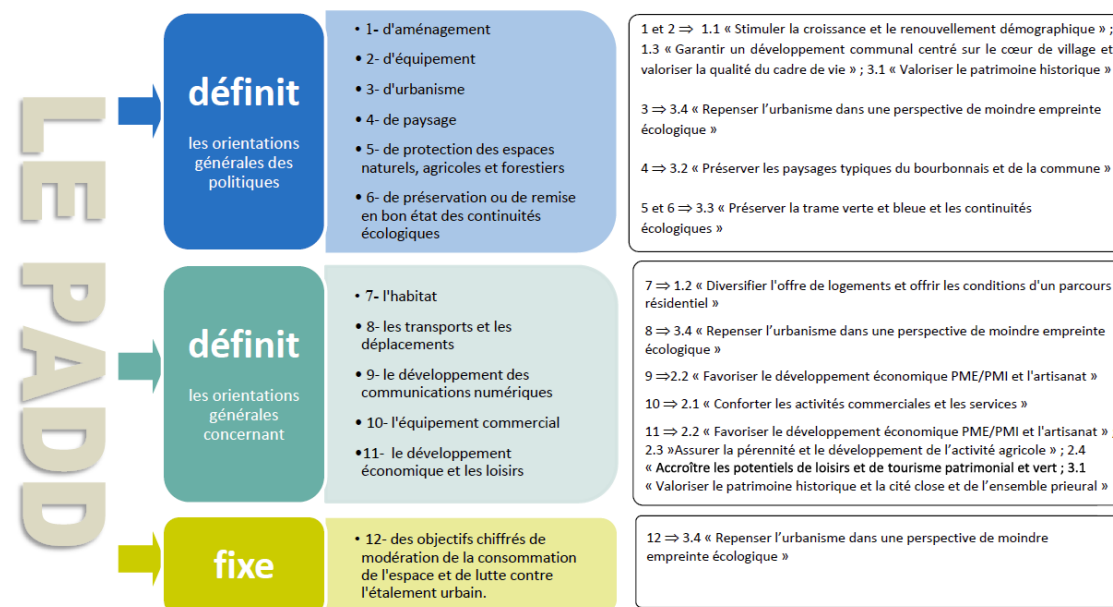 LE PADD
définit
les orientations
générales des
politiques
• 1- d'aménagement
• 2- d'équipement
• 3- d'urbanisme
• 4- de paysage
• 5- de protection des espaces
naturels, agricoles et forestiers
• 6- de préservation ou de remise
en bon état des continuités
écologiques
1 et 2 ⇒ 1.1 « Stimuler la croissance et le renouvellement démographique » ;
1.3 « Garantir un développement communal centré sur le cœur de village et
valoriser la qualité du cadre de vie » ; 3.1 « Valoriser le patrimoine historique »
3 ⇒ 3.4 « Repenser l’urbanisme dans une perspective de moindre empreinte
écologique »
4 ⇒ 3.2 « Préserver les paysages typiques du bourbonnais et de la commune »
5 et 6 ⇒ 3.3 « Préserver la trame verte et bleue et les continuités
écologiques »
définit
les orientations
générales
concernant
• 7- l'habitat
• 8- les transports et les
déplacements
• 9- le développement des
communications numériques
• 10- l'équipement commercial
•11- le développement
économique et les loisirs
7 ⇒ 1.2 « Diversifier l'offre de logements et offrir les conditions d'un parcours
résidentiel »
8 ⇒ 3.4 « Repenser l’urbanisme dans une perspective de moindre empreinte
écologique »
9 ⇒2.2 « Favoriser le développement économique PME/PMI et l'artisanat »
10 ⇒ 2.1 « Conforter les activités commerciales et les services »
11 ⇒ 2.2 « Favoriser le développement économique PME/PMI et l'artisanat » ;
2.3 »Assurer la pérennité et le développement de l’activité agricole » ; 2.4
« Accroître les potentiels de loisirs et de tourisme patrimonial et vert ; 3.1
« Valoriser le patrimoine historique et la cité close et de l’ensemble prieural »
fixe
• 12- des objectifs chiffrés de
modération de la consommation
de l'espace et de lutte contre
l'étalement urbain.
12 ⇒ 3.4 « Repenser l’urbanisme dans une perspective de moindre
empreinte écologique »